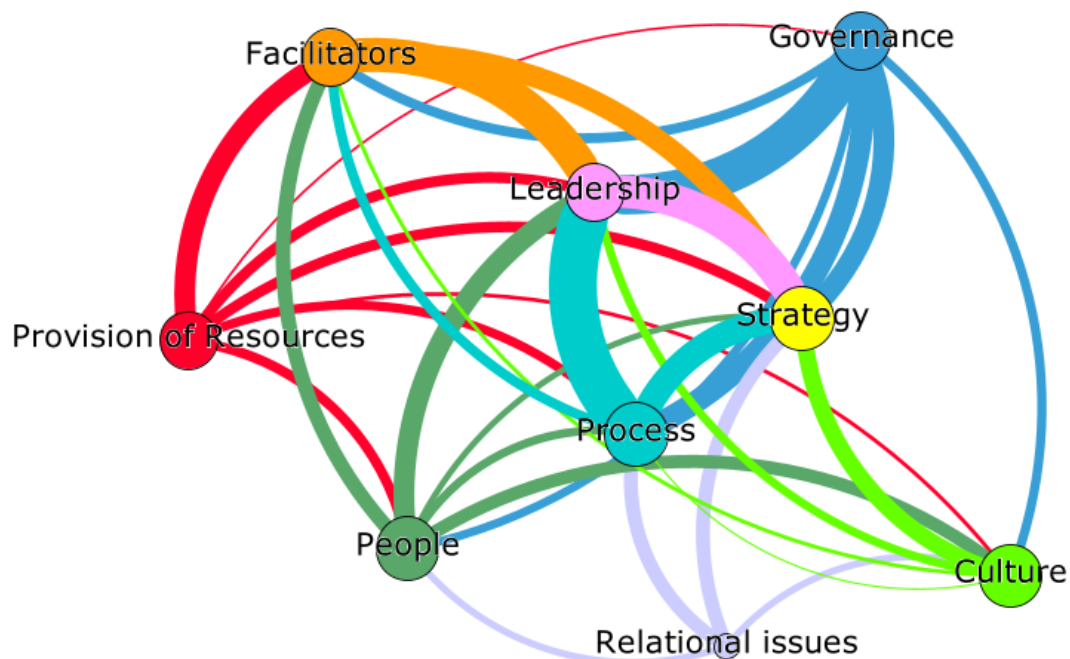 Governance
Facilitators
Leadership
Strategy
Provision of Resources
Process
People
Culture
Relational issues